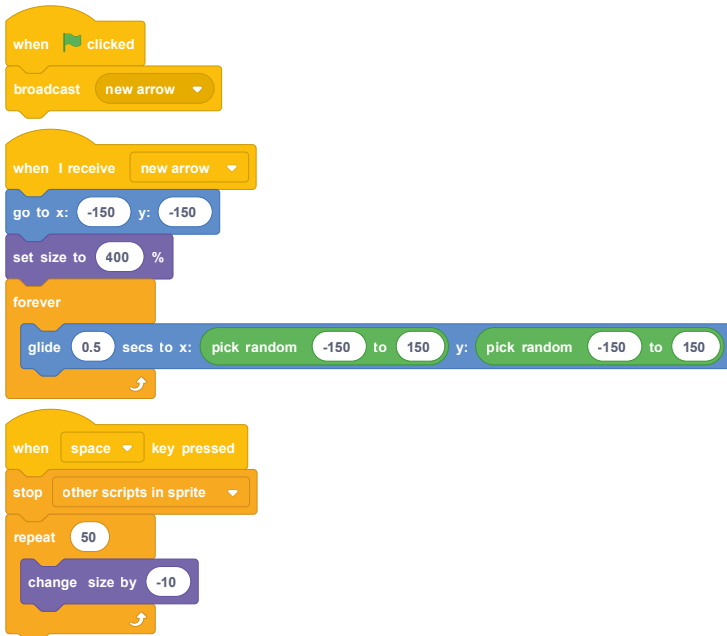 when clicked
broadcast new arrow
when I receive new arrow
go to x: -150 y: -150
set size to 400 %
forever
glide 0.5 secs to x: pick random -150 to 150 y: pick random -150 to 150
when space key pressed
stop other scripts in sprite
repeat 50
change size by -10